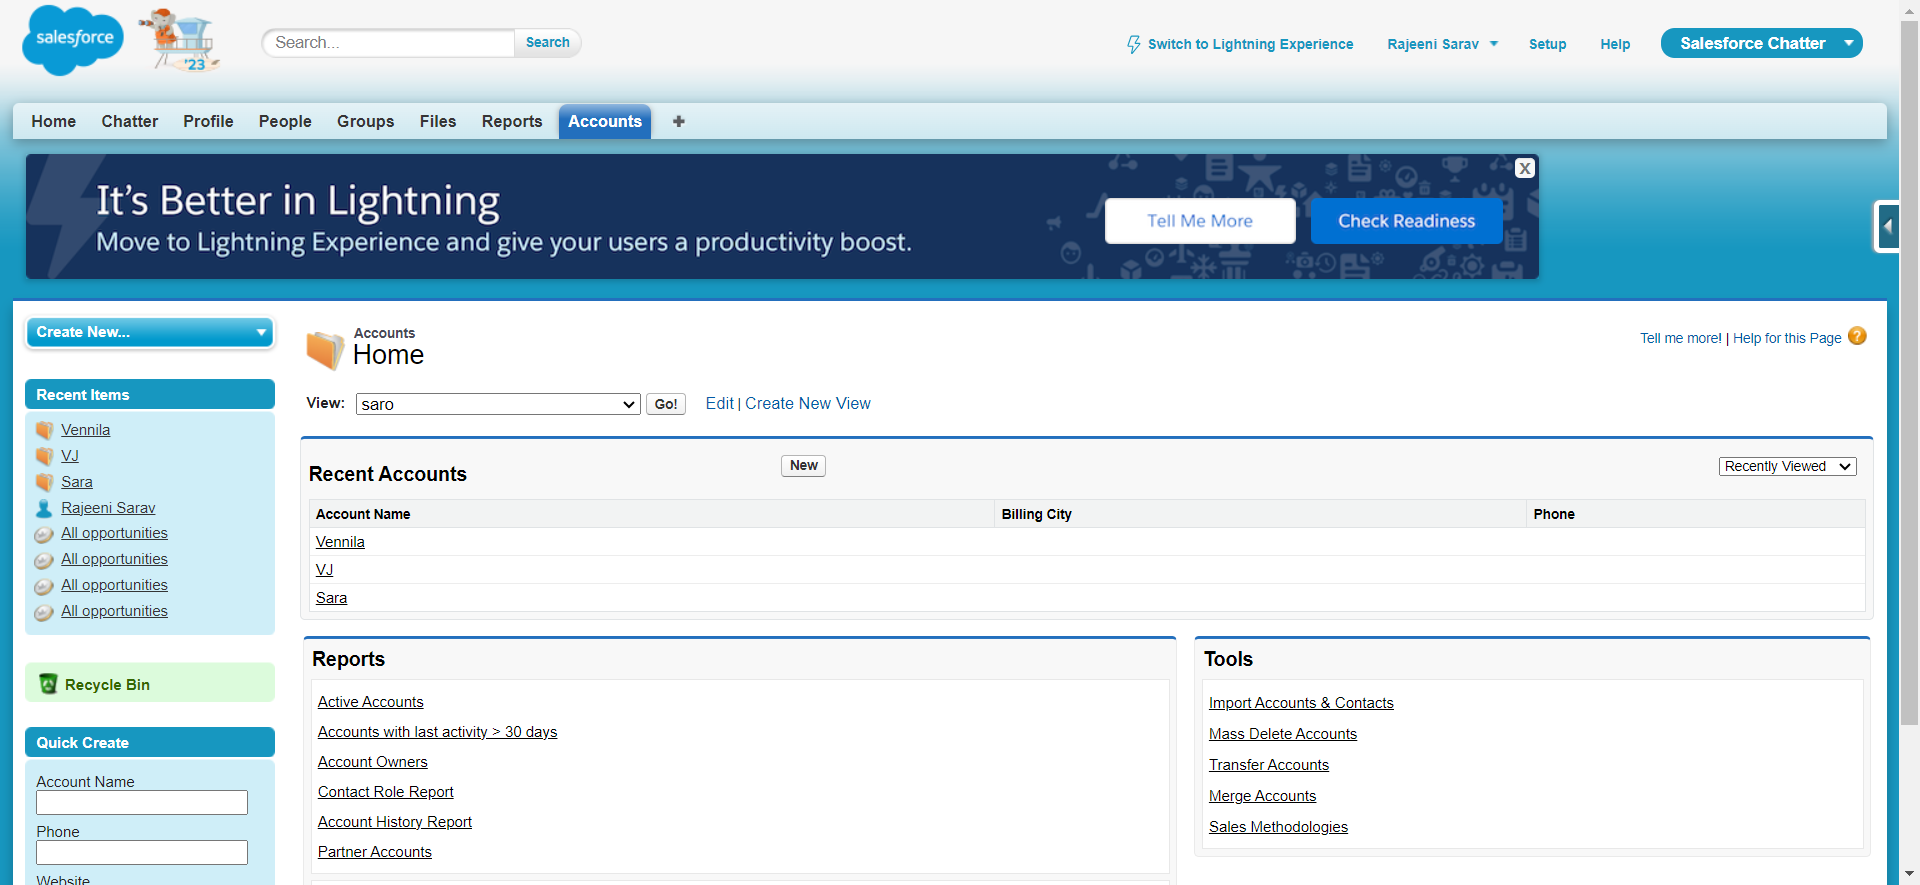 salesforce
'23
Search...
Search
Switch to Lightning Experience
Rajeeni Sarav
Setup
Help
Salesforce Chatter
Home
Chatter
Profile
People
Groups
Files
Reports
Accounts
+
It's Better in Lightning
Move to Lightning Experience and give your users a productivity boost.
Tell Me More
Check Readiness
X
Create New...
Recent Items
Vennila
VJ
Sara
Rajeeni Sarav
All opportunities
All opportunities
All opportunities
All opportunities
Recycle Bin
Quick Create
Account Name
Phone
Website
Accounts
Home
Tell me more! | Help for this Page
?
View:
saro
Go!
Edit | Create New View
Recent Accounts
New
Recently Viewed
Account Name Billing City Phone
Vennila
VJ
Sara
Reports
Active Accounts
Accounts with last activity > 30 days
Account Owners
Contact Role Report
Account History Report
Partner Accounts
Tools
Import Accounts & Contacts
Mass Delete Accounts
Transfer Accounts
Merge Accounts
Sales Methodologies